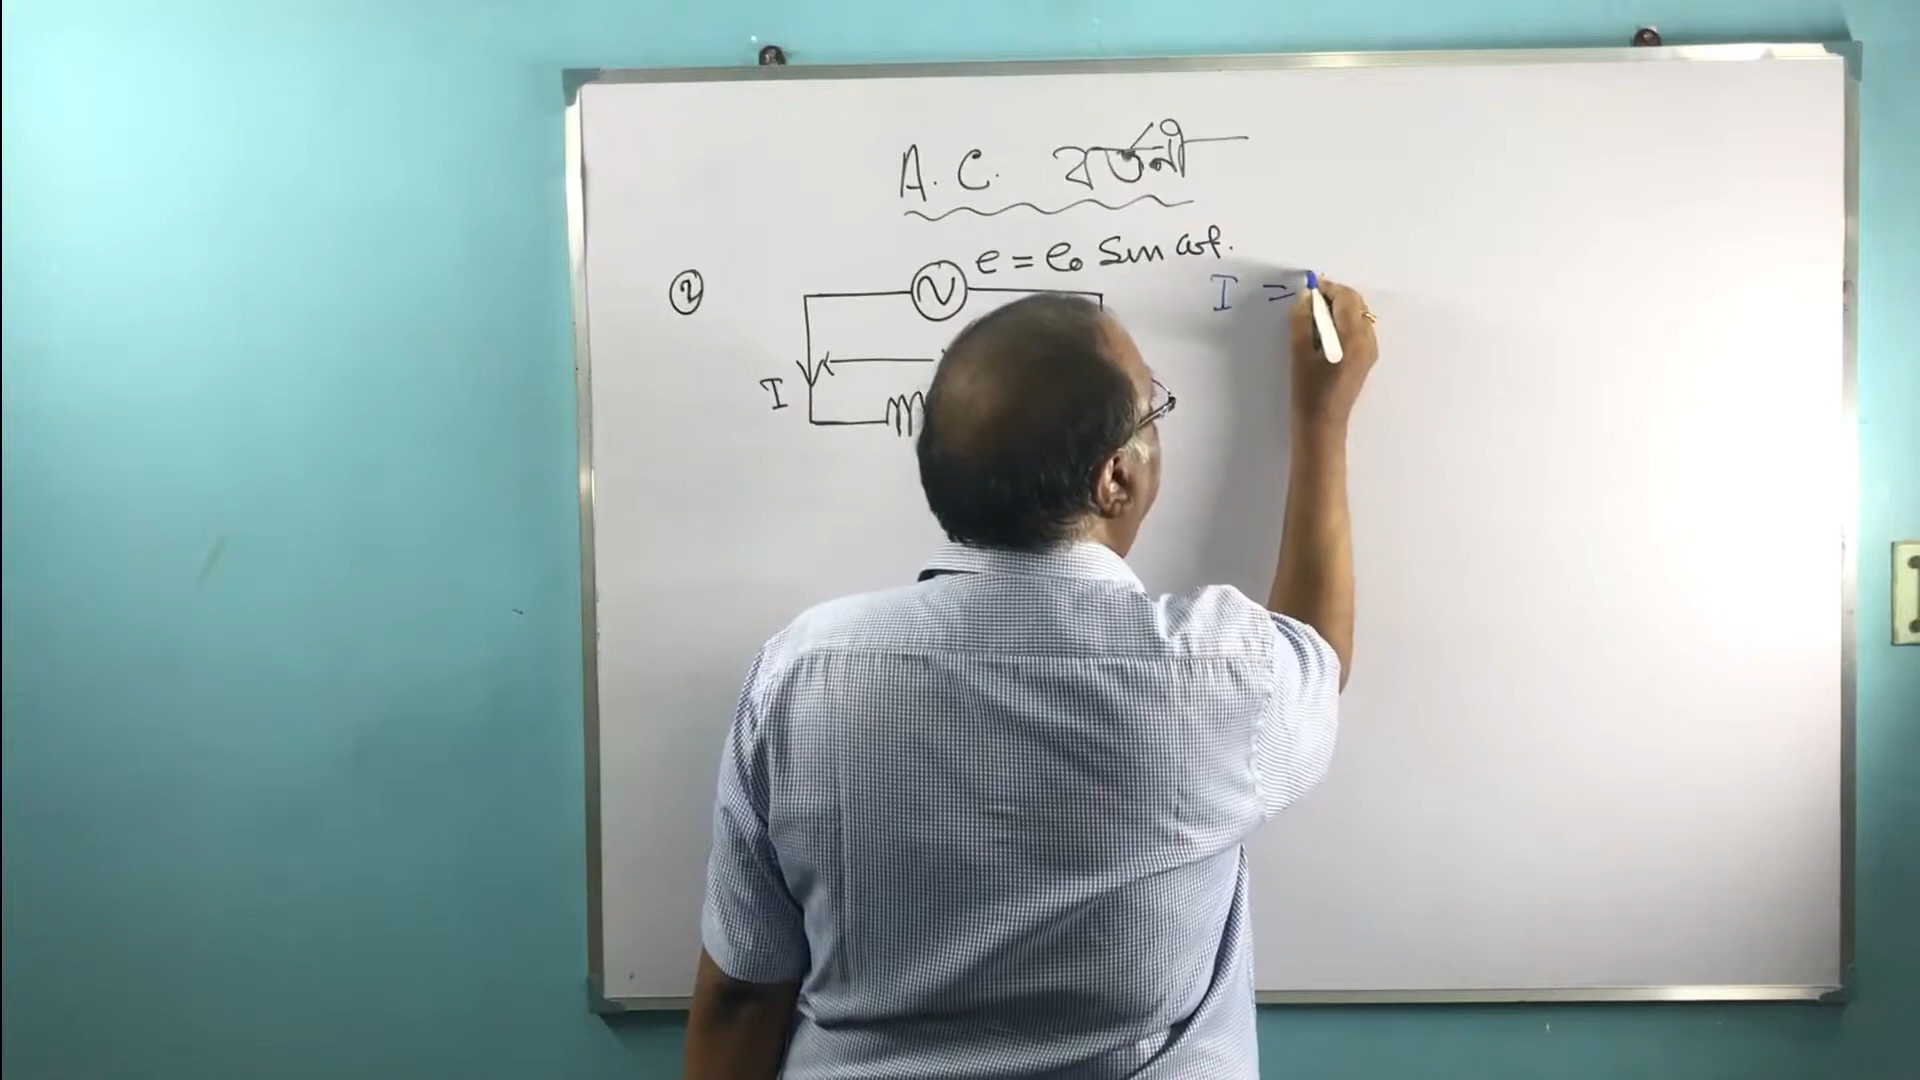 A. C. বর্তনী
e = e₀ Sin ωt.
②
I =
I